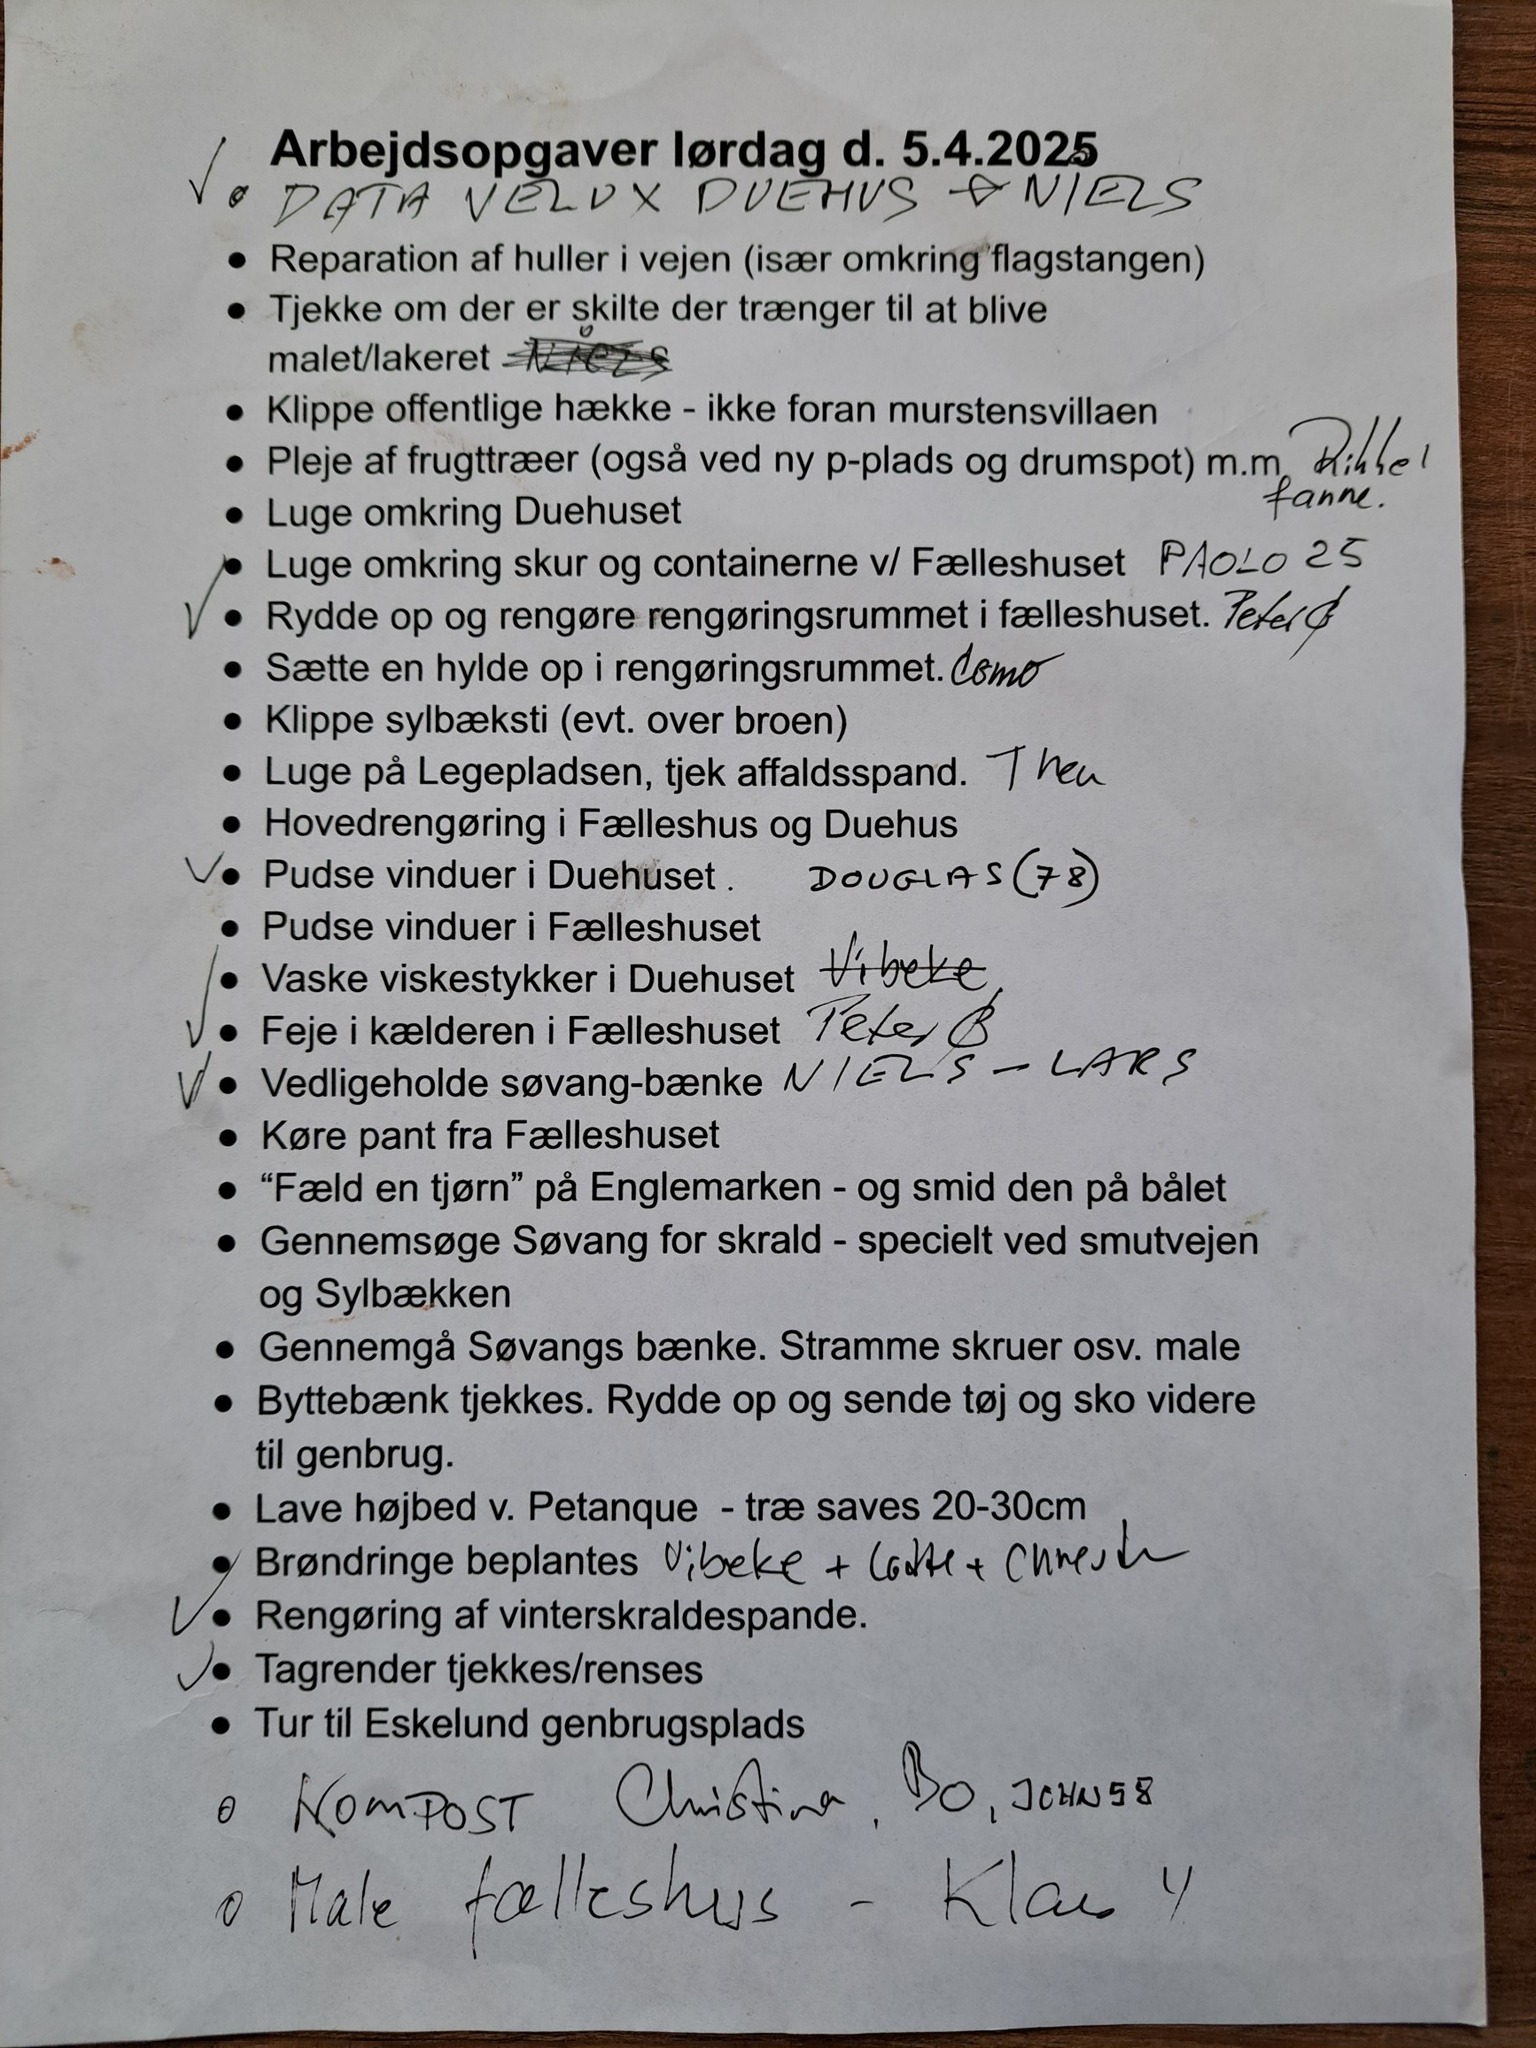 Arbejdsopgaver lørdag d. 5.4.2025
DATA VELUX DUEHUS → NIELS
● Reparation af huller i vejen (især omkring flagstangen)
● Tjekke om der er skilte der trænger til at blive
malet/lakeret NIELS
● Klippe offentlige hække - ikke foran murstensvillaen
● Pleje af frugttræer (også ved ny p-plads og drumspot) m.m.
● Luge omkring Duehuset
● Luge omkring skur og containerne v/ Fælleshuset PAOLO 25
● Rydde op og rengøre rengøringsrummet i fælleshuset. Peter Ø
● Sætte en hylde op i rengøringsrummet. Como
● Klippe sylbæksti (evt. over broen)
● Luge på Legepladsen, tjek affaldsspand. Thea
● Hovedrengøring i Fælleshus og Duehus
● Pudse vinduer i Duehuset. DOUGLAS (78)
● Pudse vinduer i Fælleshuset
● Vaske viskestykker i Duehuset Vibeke
● Feje i kælderen i Fælleshuset Peter Ø
● Vedligeholde søvang-bænke NIELS - LARS
● Køre pant fra Fælleshuset
● “Fæld en tjørn” på Englemarken - og smid den på bålet
● Gennemsøge Søvang for skrald - specielt ved smutvejen
og Sylbækken
● Gennemgå Søvangs bænke. Stramme skruer osv. male
● Byttebænk tjekkes. Rydde op og sende tøj og sko videre
til genbrug.
● Lave højbed v. Petanque - træ saves 20-30cm
● Brøndringe beplantes Vibeke + Lotte +
● Rengøring af vinterskraldespande.
● Tagrender tjekkes/renses
● Tur til Eskelund genbrugsplads
o KOMPOST Christina, BO, JOHN 58
o Male fælleshus - Klaus 4